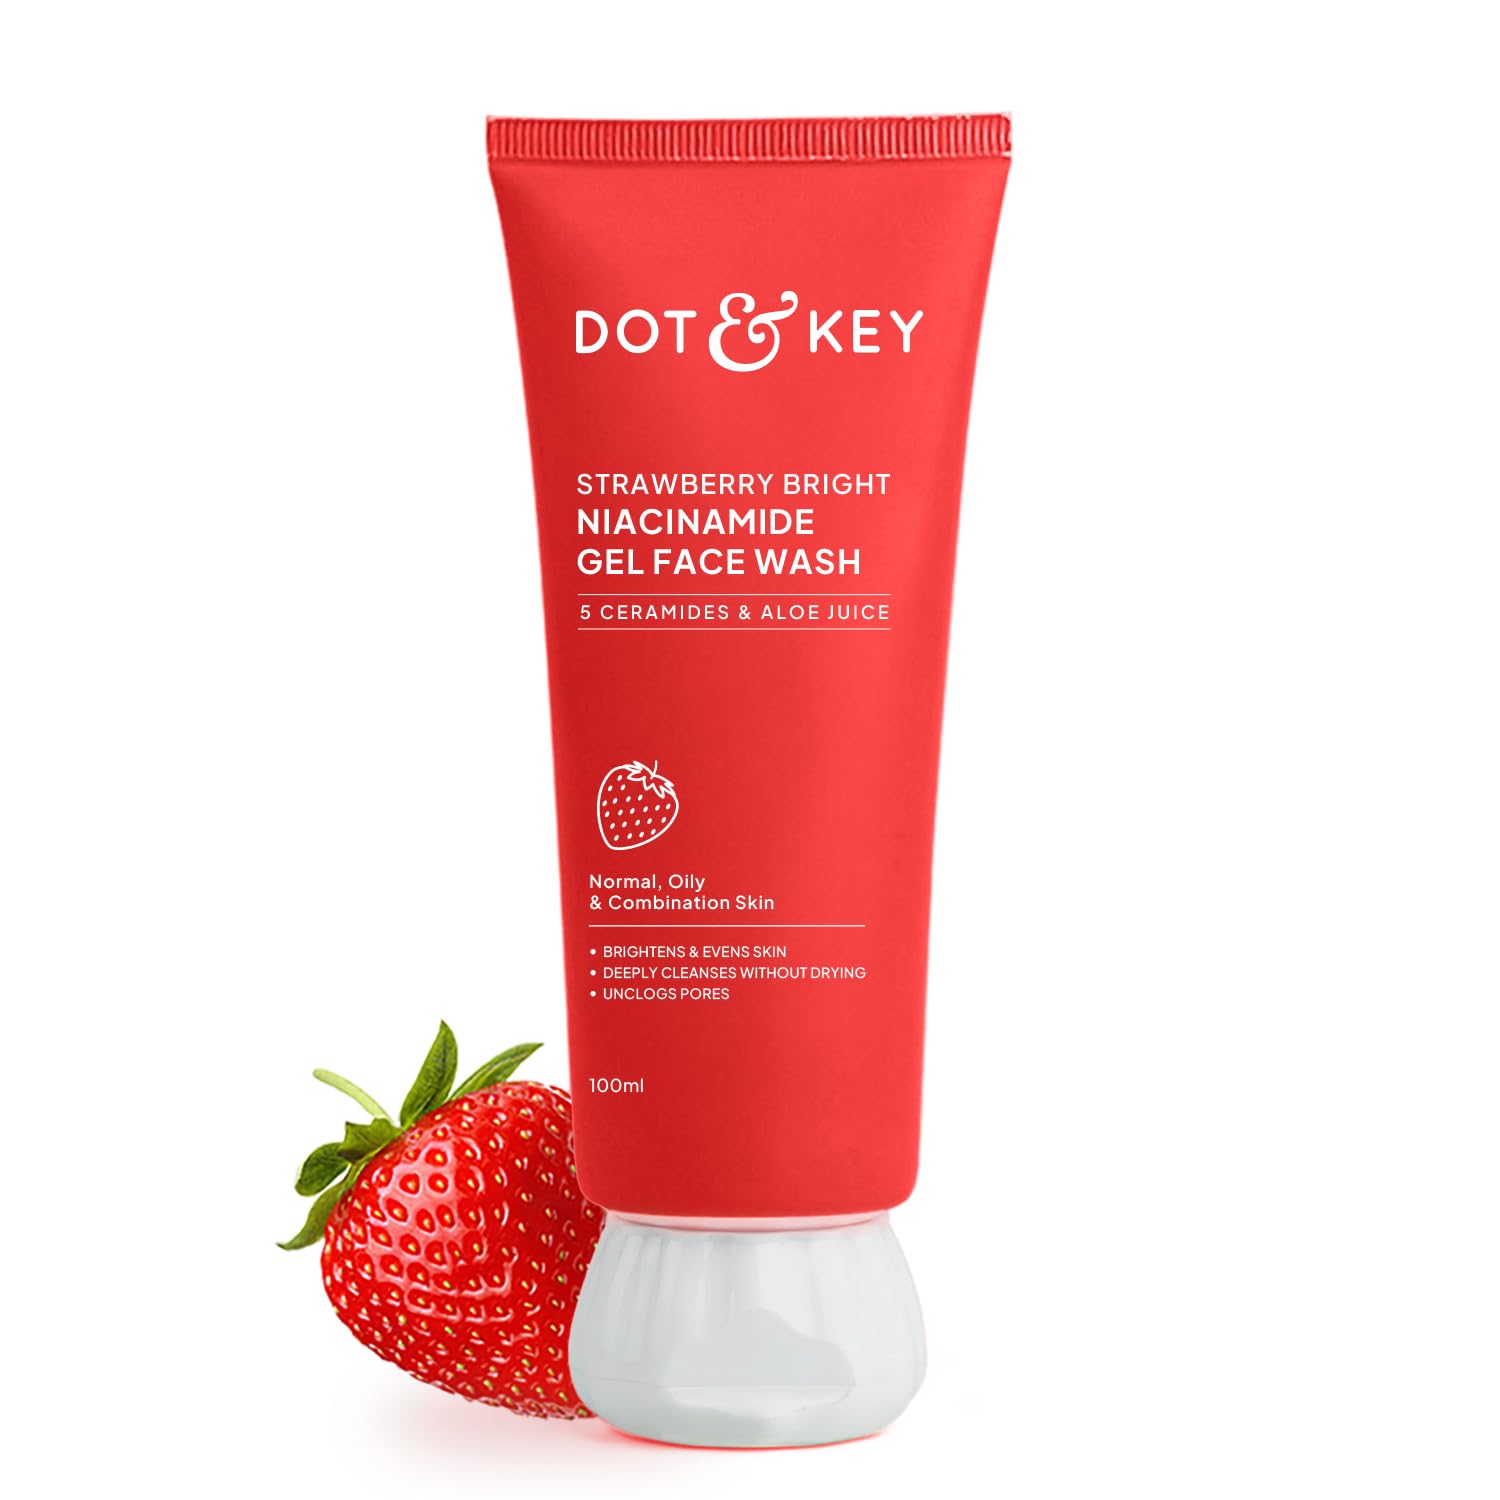 DOT & KEY
STRAWBERRY BRIGHT
NIACINAMIDE
GEL FACE WASH
5 CERAMIDES & ALOE JUICE
Normal, Oily
& Combination Skin
• BRIGHTENS & EVENS SKIN
• DEEPLY CLEANSES WITHOUT DRYING
• UNCLOGS PORES
100ml